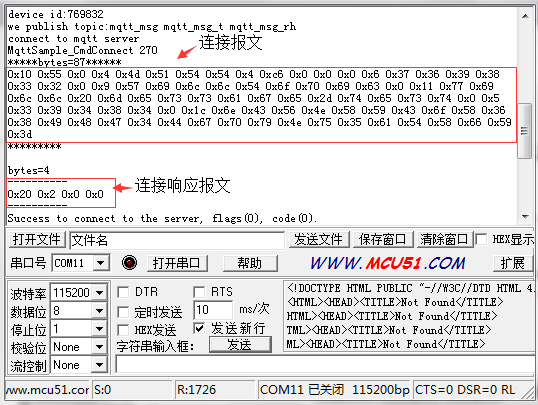 device id:769832
we publish topic:mqtt_msg mqtt_msg_t mqtt_msg_rh
connect to mqtt server
MqttSample_CmdConnect 270
*****bytes=87******
连接报文
0x10 0x55 0x0 0x4 0x4d 0x51 0x54 0x54 0x4 0xc6 0x0 0x0 0x0 0x6 0x37 0x36 0x39 0x38
0x33 0x32 0x0 0x9 0x57 0x69 0x6c 0x6c 0x54 0x6f 0x70 0x69 0x63 0x0 0x11 0x77 0x69
0x6c 0x6c 0x20 0x6d 0x65 0x73 0x73 0x61 0x67 0x65 0x2d 0x74 0x65 0x73 0x74 0x0 0x5
0x33 0x39 0x34 0x38 0x34 0x0 0x1c 0x6e 0x43 0x56 0x4e 0x58 0x59 0x43 0x6f 0x58 0x36
0x38 0x49 0x48 0x47 0x34 0x44 0x67 0x70 0x79 0x4e 0x75 0x35 0x61 0x54 0x58 0x66 0x59
0x3d
*********
bytes=4
----------
连接响应报文
0x20 0x2 0x0 0x0
----------
Success to connect to the server, flags(0), code(0).
打开文件 文件名 发送文件 保存窗口 清除窗口 HEX显示
串口号 COM11 打开串口 帮助 WWW.MCU51.COM 扩展
波特率 115200 DTR RTS
数据位 8 定时发送 10 ms/次
停止位 1 HEX发送 发送新行
校验位 None 字符串输入框: 发送
流控制 None
<!DOCTYPE HTML PUBLIC "-//W3C//DTD HTML 4.
<HTML><HEAD><TITLE>Not Found</TITLE>
HTML><HEAD><TITLE>Not Found</TITLE>
TML><HEAD><TITLE>Not Found</TITLE>
ML><HEAD><TITLE>Not Found</TITLE>
www.mcu51.cor S:0 R:1726 COM11 已关闭 115200bp CTS=0 DSR=0 RL